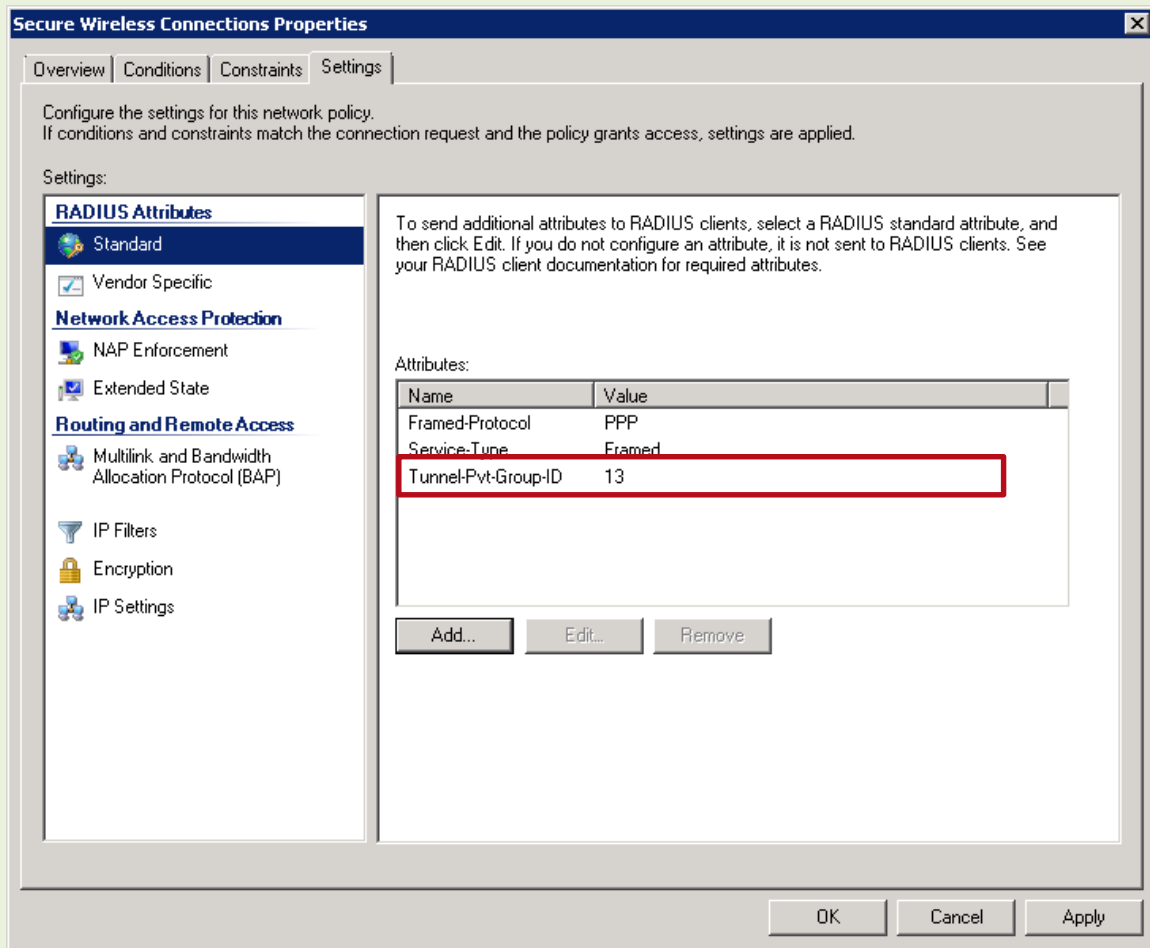 Secure Wireless Connections Properties
Overview Conditions Constraints Settings
Configure the settings for this network policy.
If conditions and constraints match the connection request and the policy grants access, settings are applied.
Settings:
RADIUS Attributes
Standard
Vendor Specific
Network Access Protection
NAP Enforcement
Extended State
Routing and Remote Access
Multilink and Bandwidth
Allocation Protocol (BAP)
IP Filters
Encryption
IP Settings
To send additional attributes to RADIUS clients, select a RADIUS standard attribute, and
then click Edit. If you do not configure an attribute, it is not sent to RADIUS clients. See
your RADIUS client documentation for required attributes.
Attributes:
Name Value
Framed-Protocol PPP
Service-Type Framed
Tunnel-Pvt-Group-ID 13
Add... Edit... Remove
OK Cancel Apply